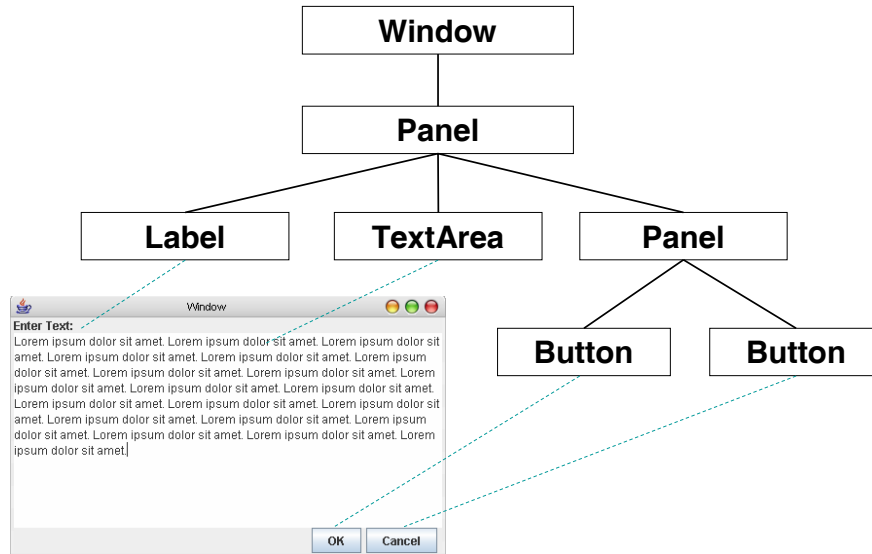 Window
Panel
Label
TextArea
Panel
Window
Enter Text:
Lorem ipsum dolor sit amet. Lorem ipsum dolor sit amet. Lorem ipsum dolor sit
amet. Lorem ipsum dolor sit amet. Lorem ipsum dolor sit amet. Lorem ipsum
dolor sit amet. Lorem ipsum dolor sit amet. Lorem ipsum dolor sit amet. Lorem
ipsum dolor sit amet. Lorem ipsum dolor sit amet. Lorem ipsum dolor sit amet.
Lorem ipsum dolor sit amet. Lorem ipsum dolor sit amet. Lorem ipsum dolor sit
amet. Lorem ipsum dolor sit amet. Lorem ipsum dolor sit amet. Lorem ipsum
dolor sit amet. Lorem ipsum dolor sit amet. Lorem ipsum dolor sit amet. Lorem
ipsum dolor sit amet.
Button
Button
OK
Cancel